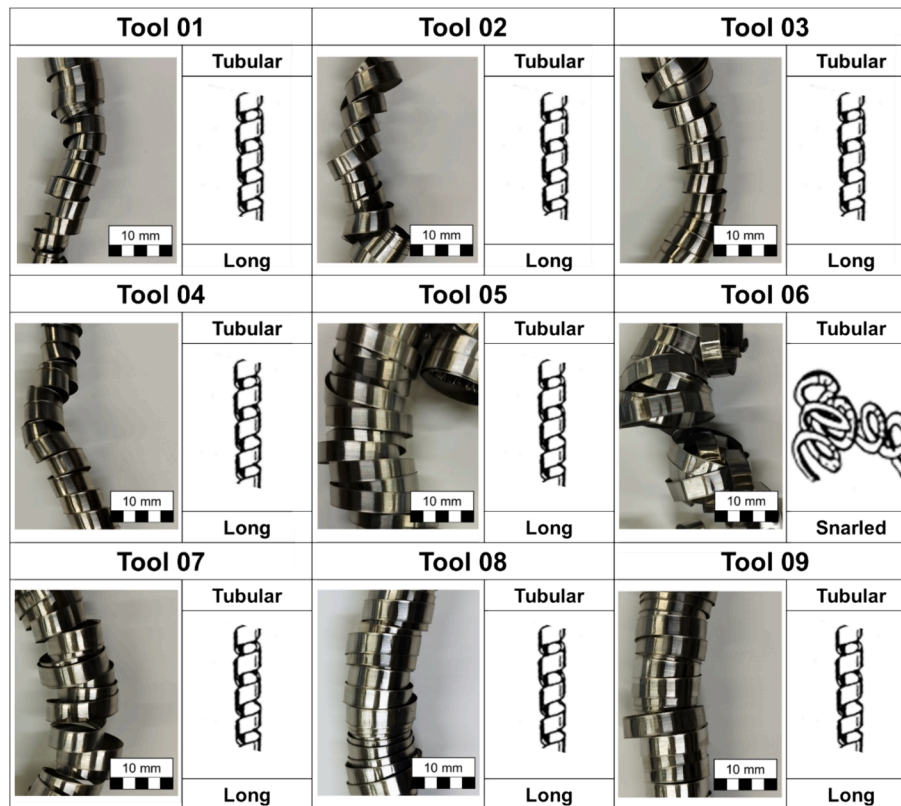 Tool 01
Tool 02
Tool 03
Tubular
Tubular
Tubular
10 mm
10 mm
10 mm
Long
Long
Long
Tool 04
Tool 05
Tool 06
Tubular
Tubular
Tubular
10 mm
10 mm
10 mm
Long
Long
Snarled
Tool 07
Tool 08
Tool 09
Tubular
Tubular
Tubular
10 mm
10 mm
10 mm
Long
Long
Long